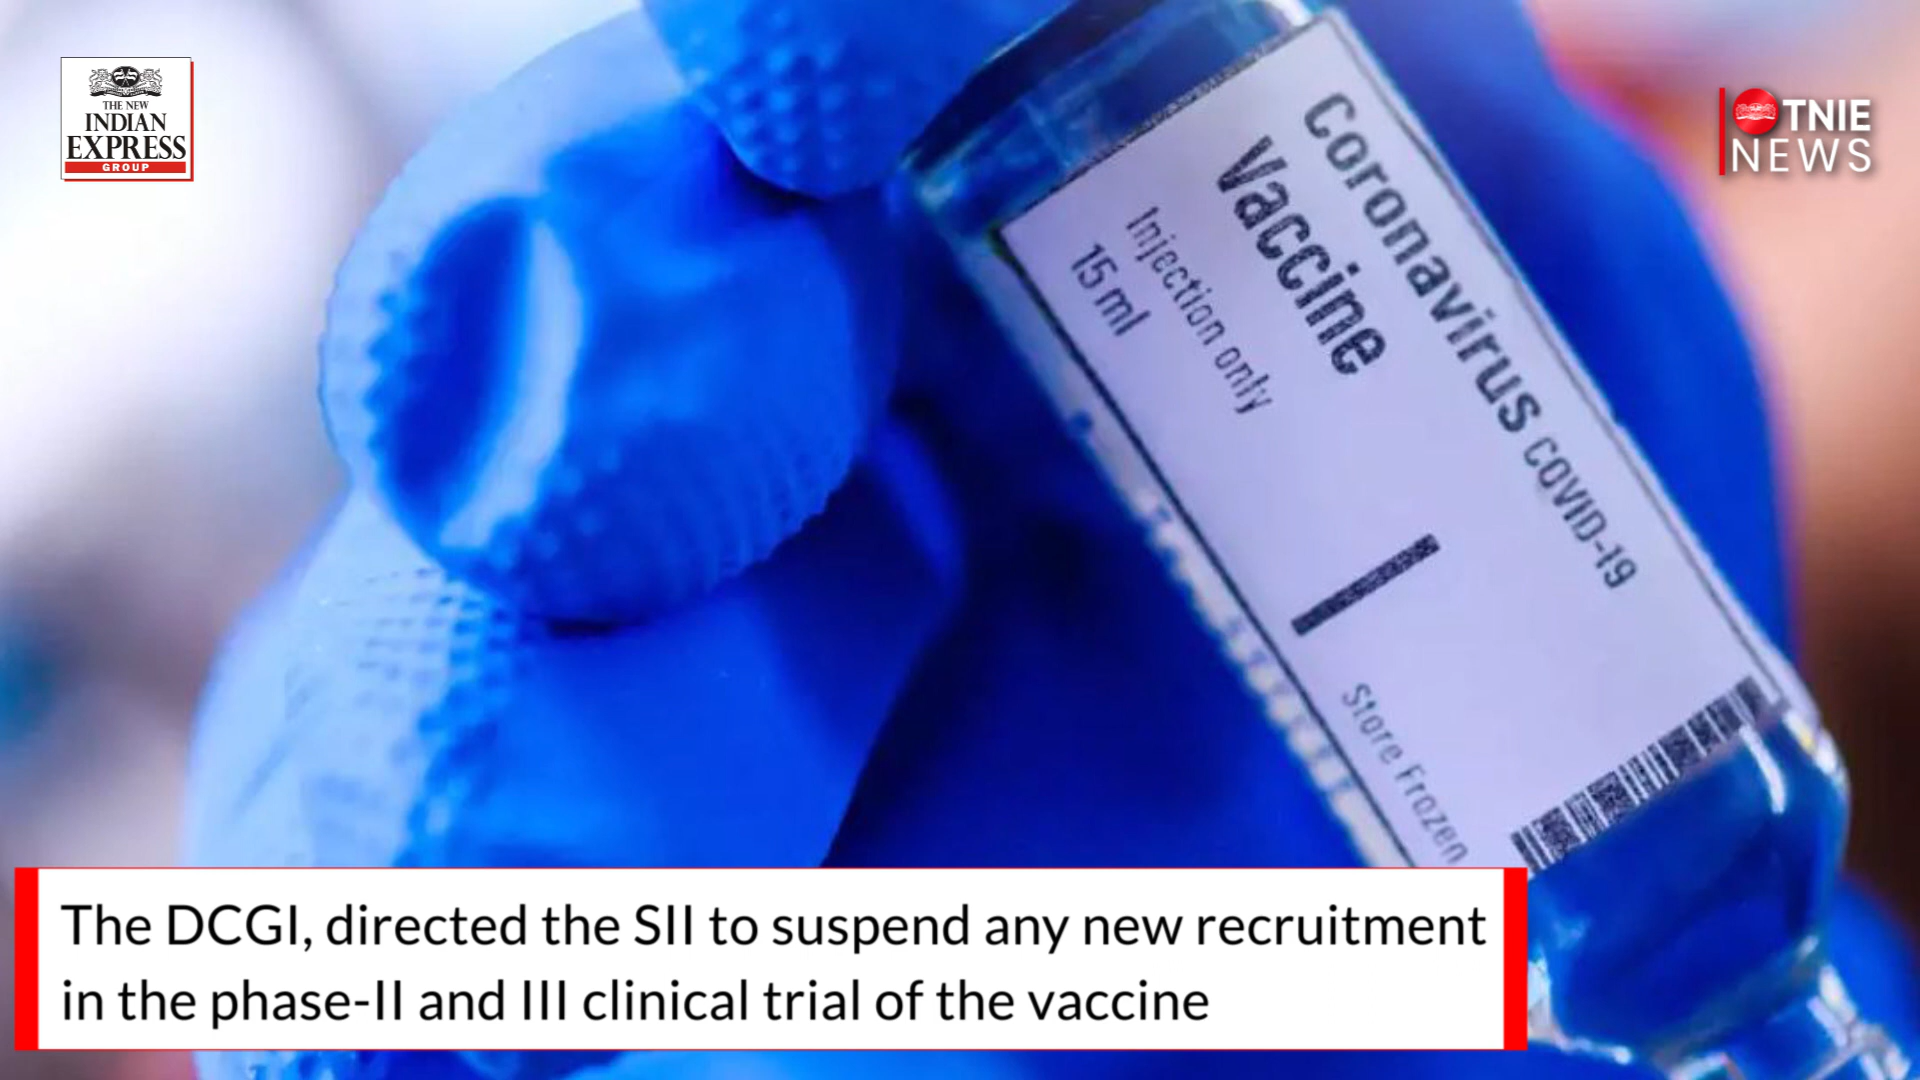 THE NEW
INDIAN
EXPRESS
GROUP
TNIE
NEWS
Coronavirus COVID-19
Vaccine
Injection only
15 ml
Store Frozen
The DCGI, directed the SII to suspend any new recruitment
in the phase-II and III clinical trial of the vaccine